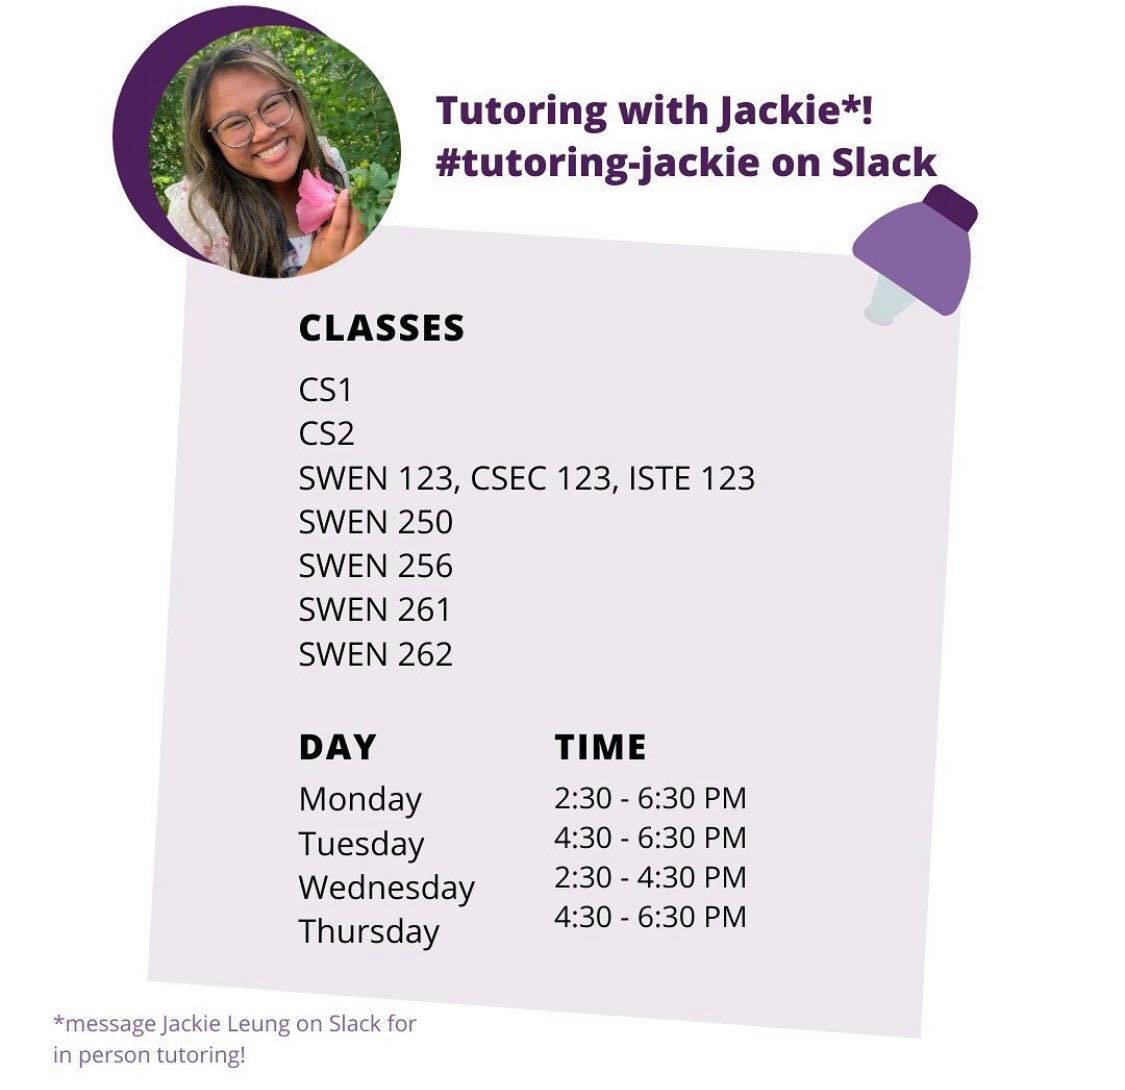 Tutoring with Jackie*!
#tutoring-jackie on Slack
CLASSES
CS1
CS2
SWEN 123, CSEC 123, ISTE 123
SWEN 250
SWEN 256
SWEN 261
SWEN 262
DAY TIME
Monday 2:30 - 6:30 PM
Tuesday 4:30 - 6:30 PM
Wednesday 2:30 - 4:30 PM
Thursday 4:30 - 6:30 PM
*message Jackie Leung on Slack for
in person tutoring!